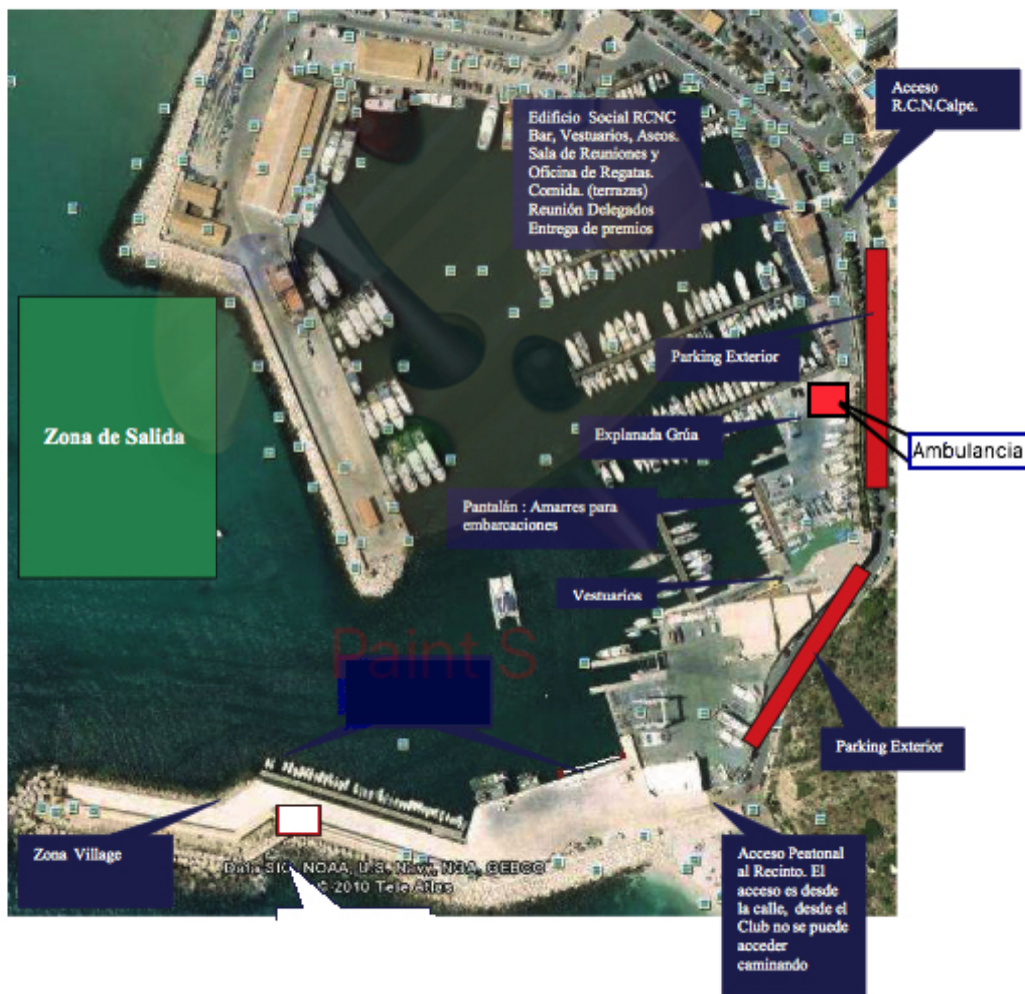 Acceso
R.C.N.Calpe.
Edificio Social RCNC
Bar, Vestuarios, Aseos.
Sala de Reuniones y
Oficina de Regatas.
Comida. (terrazas)
Reunión Delegados
Entrega de premios
Parking Exterior
Zona de Salida
Explanada Grúa
Ambulancia
Pantalán : Amarres para
embarcaciones
Vestuarios
Paint S
Parking Exterior
Zona Village
Data SIO, NOAA, U.S. Navy, NGA, GEBCO
© 2010 Tele Atlas
Acceso Peatonal
al Recinto. El
acceso es desde
la calle, desde el
Club no se puede
acceder
caminando